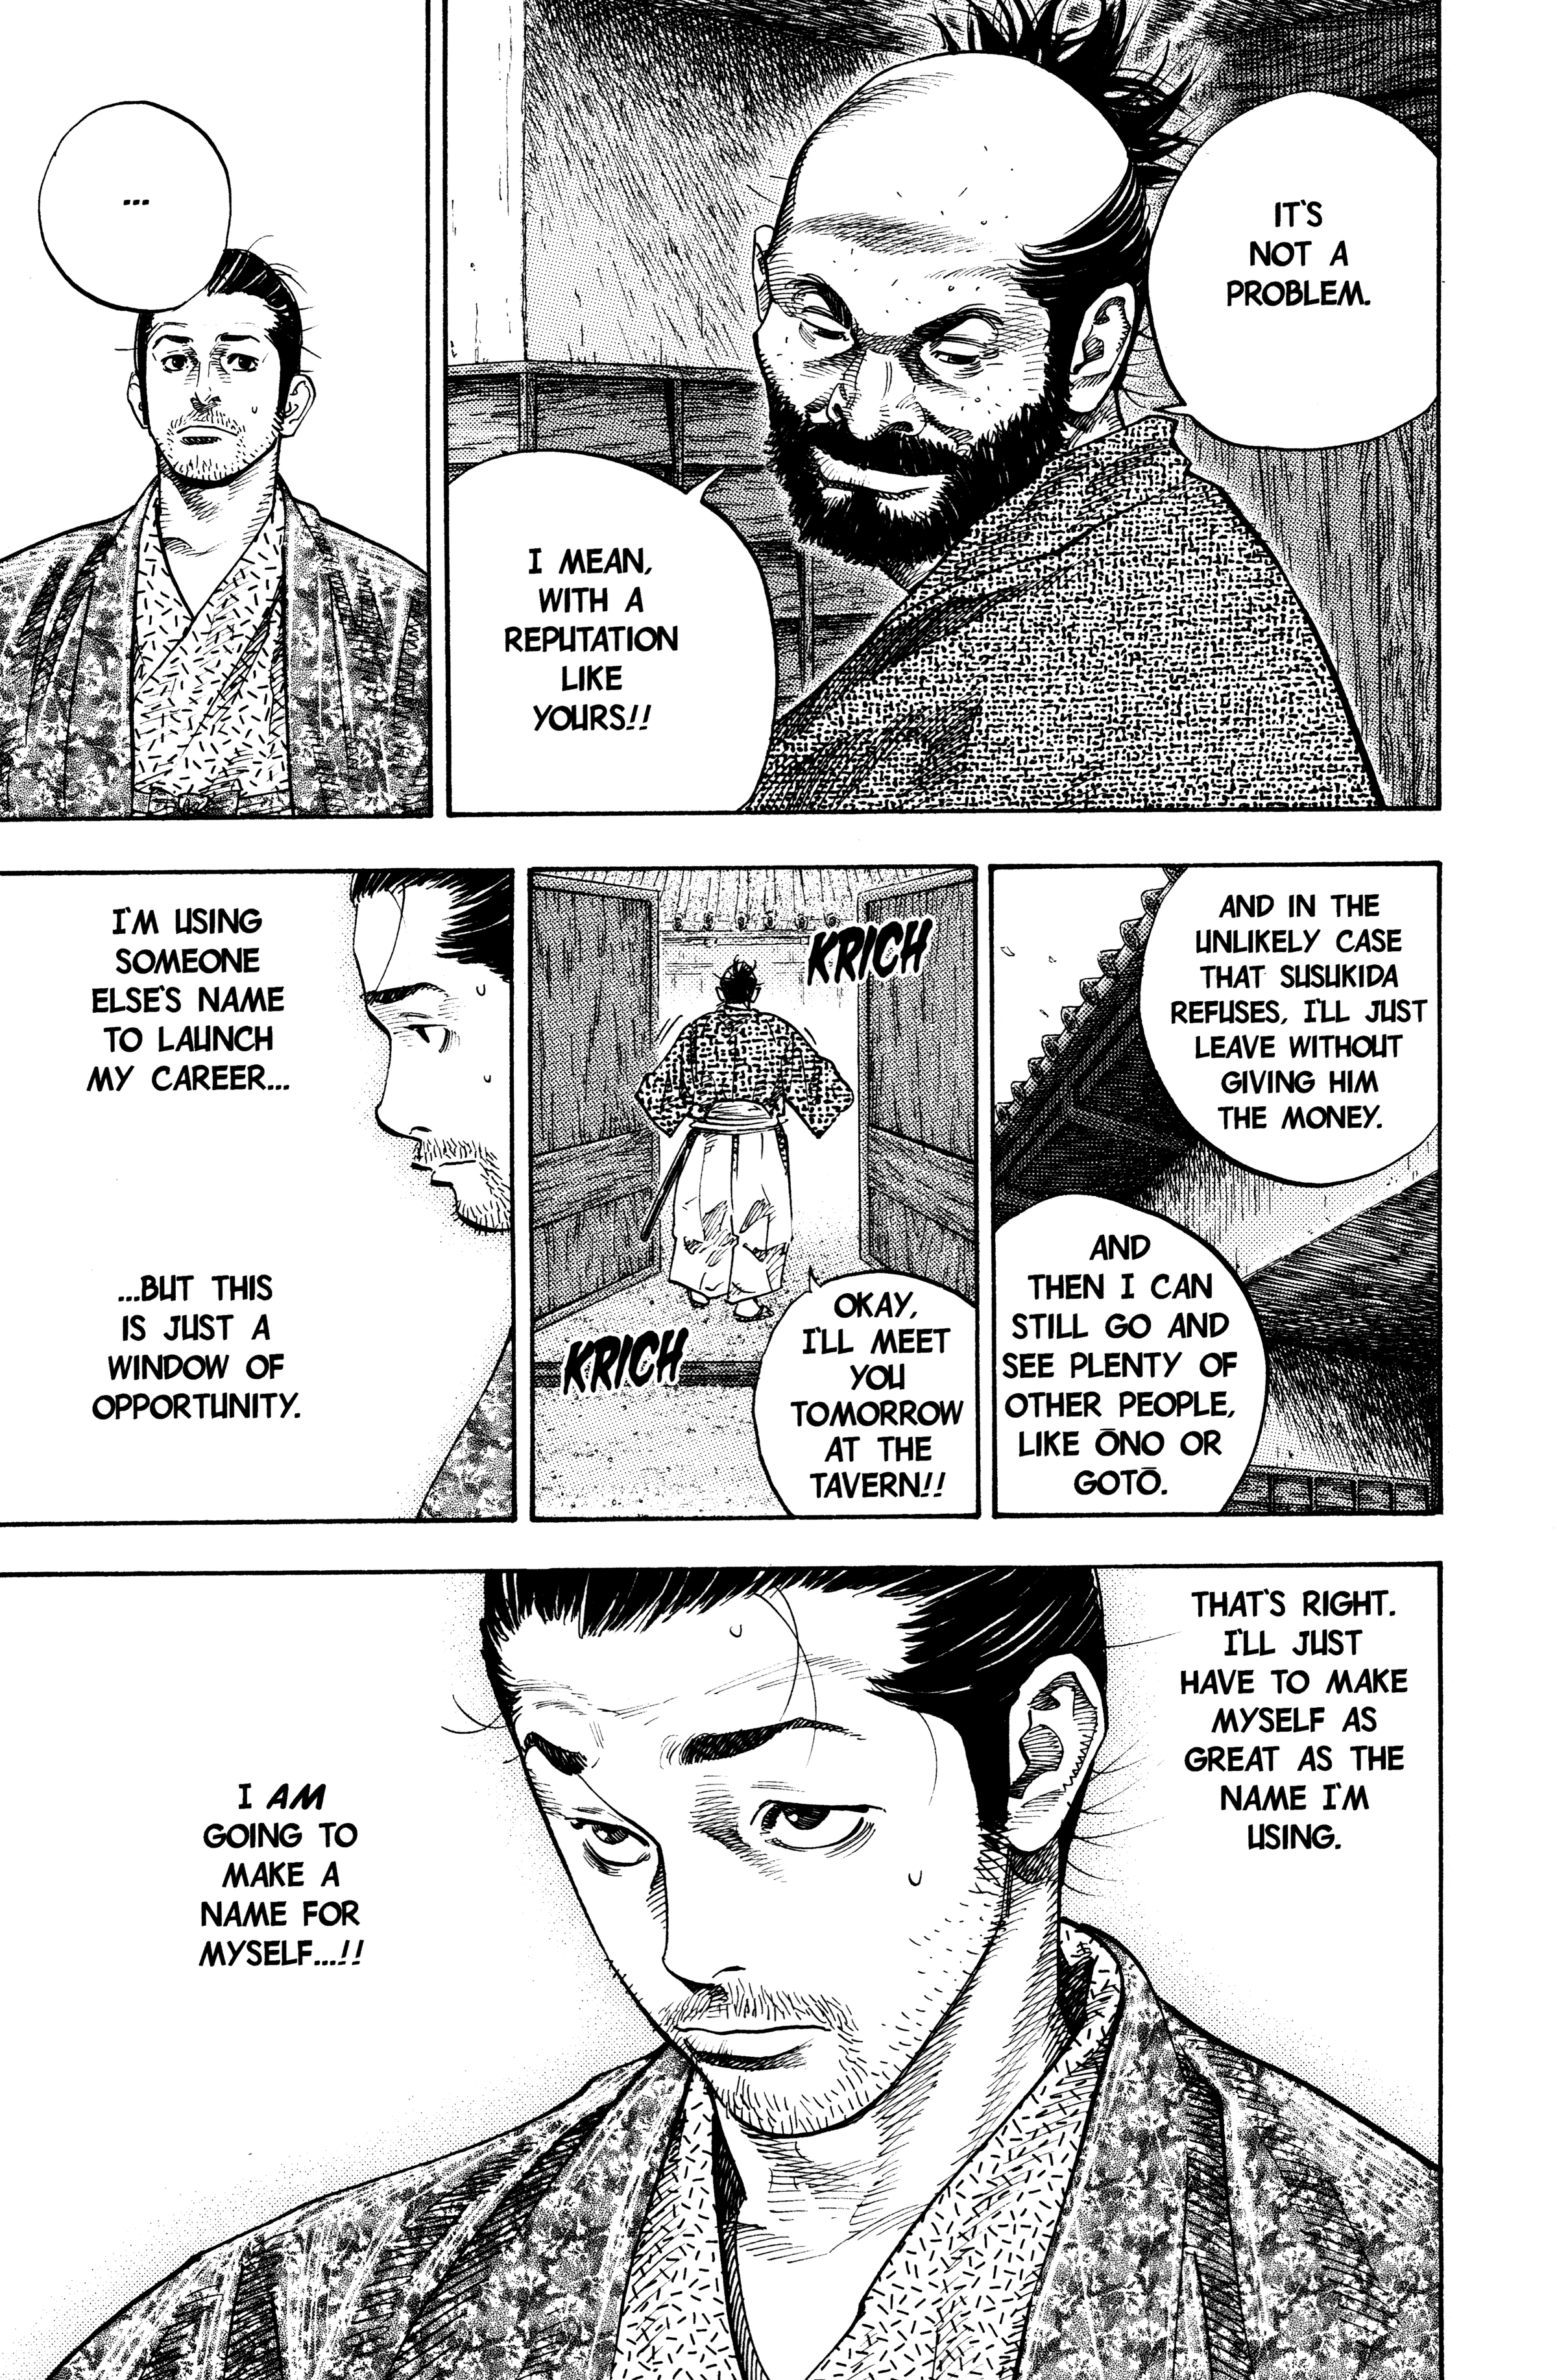 IT'S
NOT A
PROBLEM.
I MEAN,
WITH A
REPUTATION
LIKE
YOURS!!
...
AND IN THE
UNLIKELY CASE
THAT SUSUKIDA
REFUSES, I'LL JUST
LEAVE WITHOUT
GIVING HIM
THE MONEY.
AND
THEN I CAN
STILL GO AND
SEE PLENTY OF
OTHER PEOPLE,
LIKE ŌNO OR
GOTŌ.
KRICH
KRICH
OKAY,
I'LL MEET
YOU
TOMORROW
AT THE
TAVERN!!
I'M USING
SOMEONE
ELSE'S NAME
TO LAUNCH
MY CAREER...
...BUT THIS
IS JUST A
WINDOW OF
OPPORTUNITY.
THAT'S RIGHT.
I'LL JUST
HAVE TO MAKE
MYSELF AS
GREAT AS THE
NAME I'M
USING.
I AM
GOING TO
MAKE A
NAME FOR
MYSELF...!!